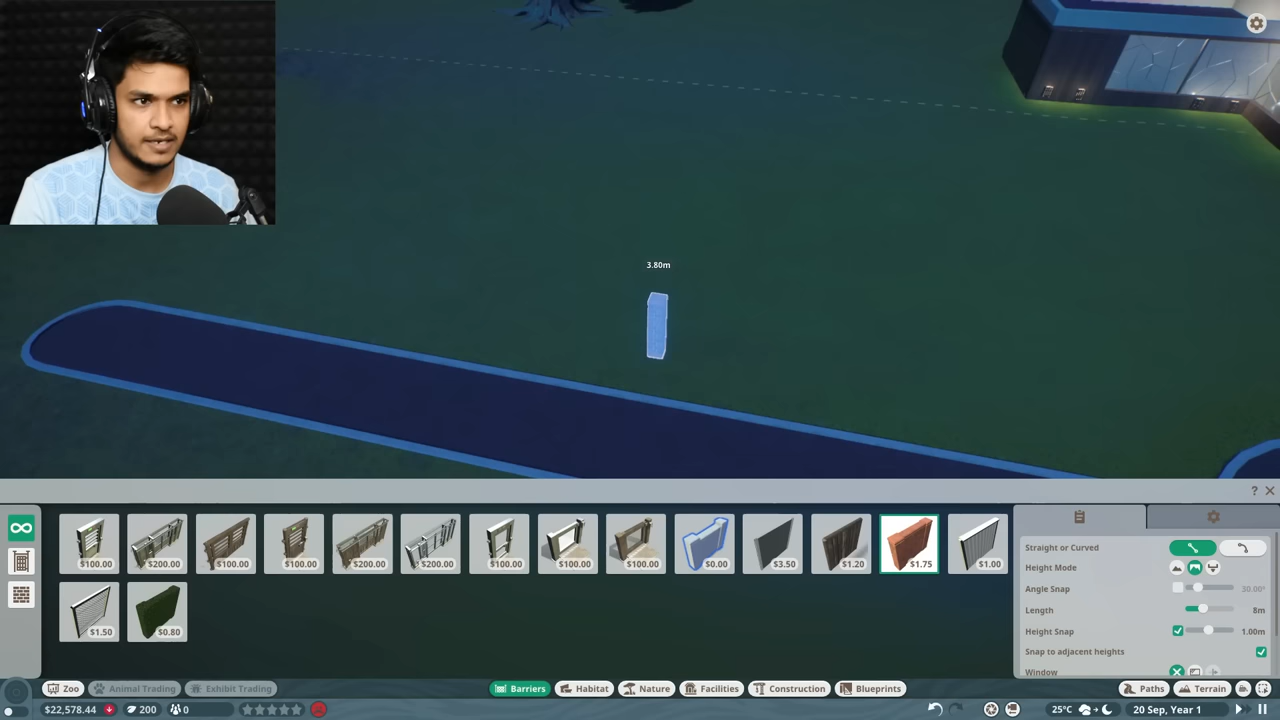 3.80m
$100.00 $200.00 $100.00 $100.00 $200.00 $200.00 $100.00 $100.00 $100.00 $0.00 $3.50 $1.20 $1.75 $1.00
$1.50 $0.80
? ×
Straight or Curved
Height Mode
Angle Snap 30.00°
Length 8m
Height Snap 1.00m
Snap to adjacent heights
Window
Zoo Animal Trading Exhibit Trading Barriers Habitat Nature Facilities Construction Blueprints Paths Terrain
$22,578.44 200 0 25°C 20 Sep, Year 1